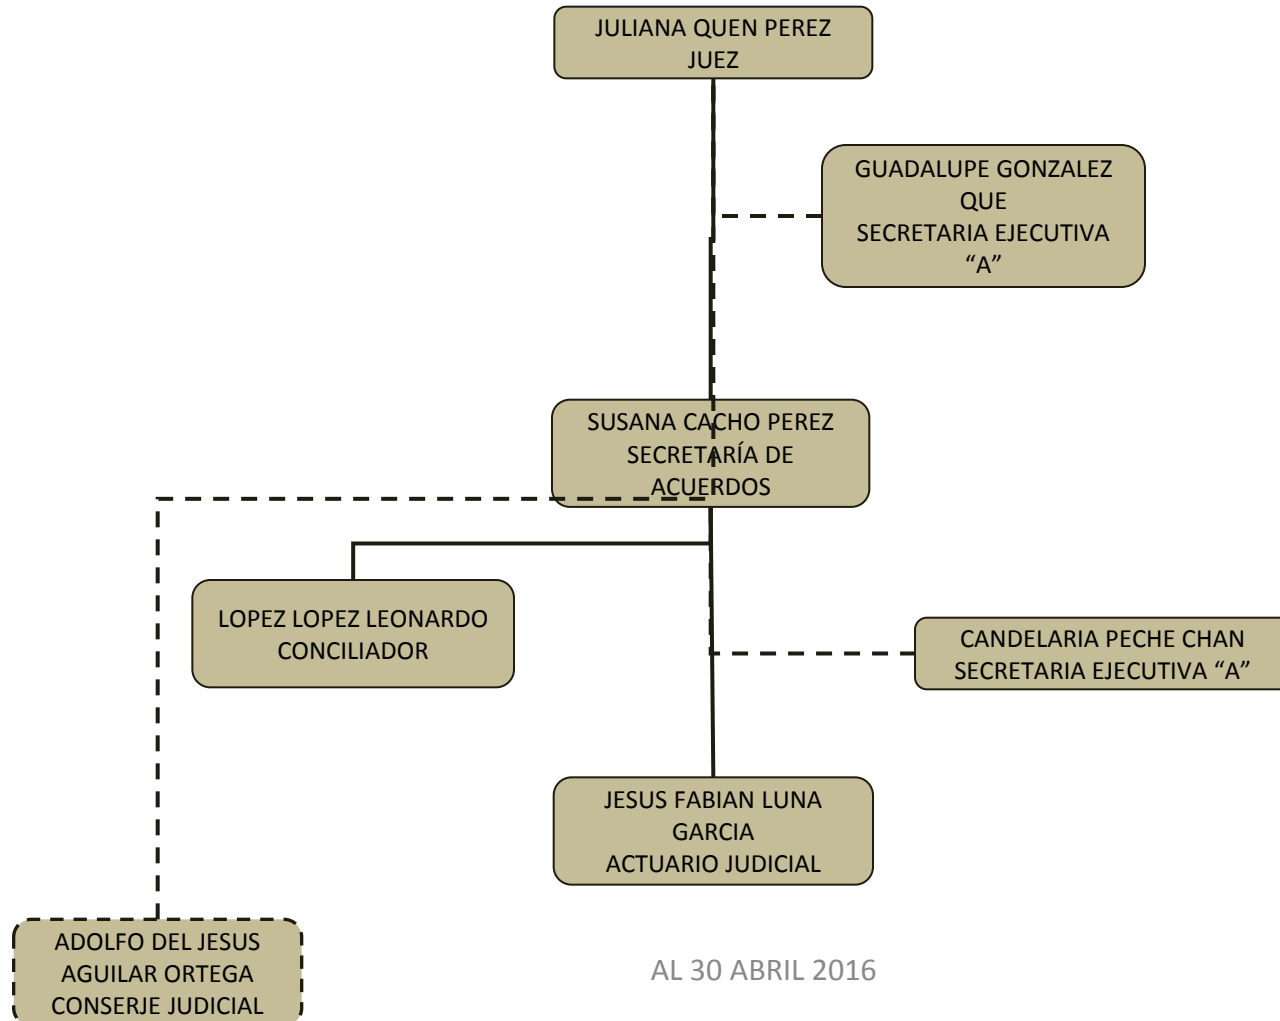 JULIANA QUEN PEREZ
JUEZ
GUADALUPE GONZALEZ
QUE
SECRETARIA EJECUTIVA
“A”
SUSANA CACHO PEREZ
SECRETARÍA DE
ACUERDOS
LOPEZ LOPEZ LEONARDO
CONCILIADOR
CANDELARIA PECHE CHAN
SECRETARIA EJECUTIVA “A”
JESUS FABIAN LUNA
GARCIA
ACTUARIO JUDICIAL
ADOLFO DEL JESUS
AGUILAR ORTEGA
CONSERJE JUDICIAL
AL 30 ABRIL 2016